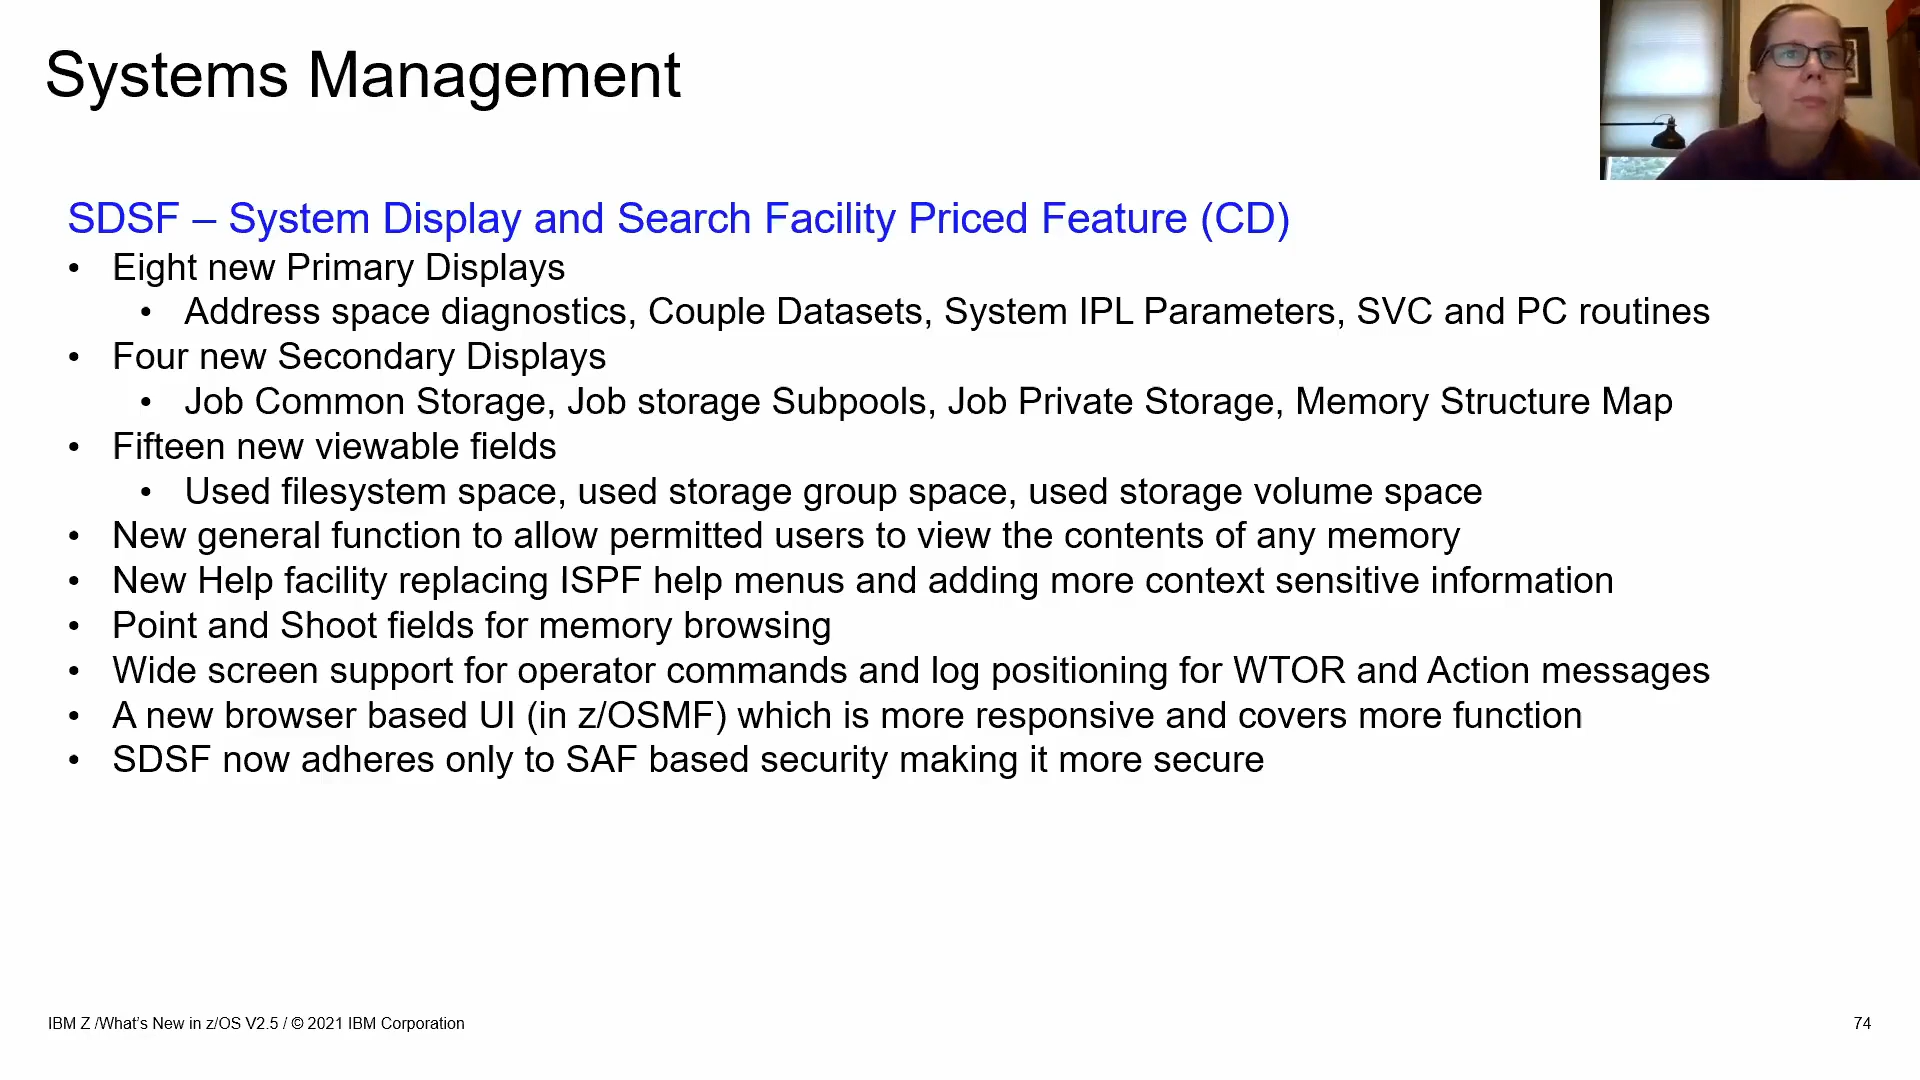 Systems Management
SDSF – System Display and Search Facility Priced Feature (CD)
• Eight new Primary Displays
• Address space diagnostics, Couple Datasets, System IPL Parameters, SVC and PC routines
• Four new Secondary Displays
• Job Common Storage, Job storage Subpools, Job Private Storage, Memory Structure Map
• Fifteen new viewable fields
• Used filesystem space, used storage group space, used storage volume space
• New general function to allow permitted users to view the contents of any memory
• New Help facility replacing ISPF help menus and adding more context sensitive information
• Point and Shoot fields for memory browsing
• Wide screen support for operator commands and log positioning for WTOR and Action messages
• A new browser based UI (in z/OSMF) which is more responsive and covers more function
• SDSF now adheres only to SAF based security making it more secure
IBM Z /What’s New in z/OS V2.5 / © 2021 IBM Corporation
74